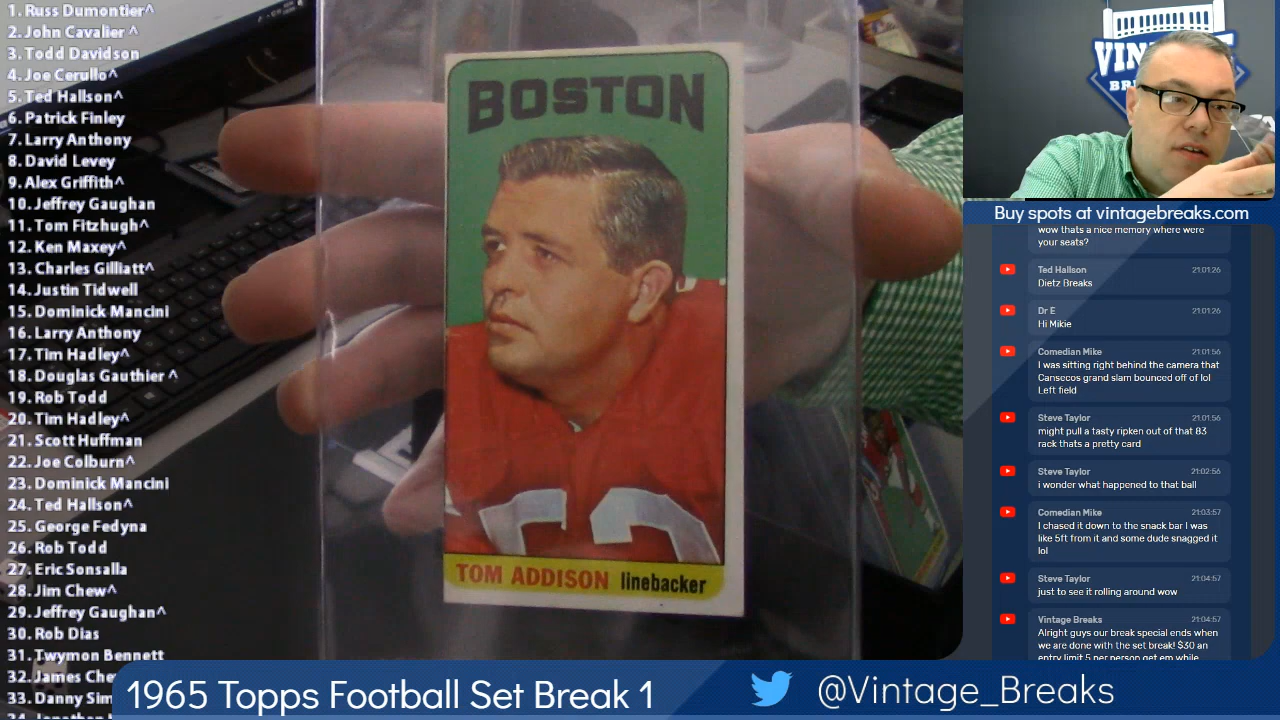 1. Russ Dumontier^
2. John Cavalier ^
3. Todd Davidson
4. Joe Cerullo^
5. Ted Hallson^
6. Patrick Finley
7. Larry Anthony
8. David Levey
9. Alex Griffith^
10. Jeffrey Gaughan
11. Tom Fitzhugh^
12. Ken Maxey^
13. Charles Gilliatt^
14. Justin Tidwell
15. Dominick Mancini
16. Larry Anthony
17. Tim Hadley^
18. Douglas Gauthier ^
19. Rob Todd
20. Tim Hadley^
21. Scott Huffman
22. Joe Colburn^
23. Dominick Mancini
24. Ted Hallson^
25. George Fedyna
26. Rob Todd
27. Eric Sonsalla
28. Jim Chew^
29. Jeffrey Gaughan^
30. Rob Dias
31. Twymon Bennett
32. James Che
33. Danny Sim
BOSTON
TOM ADDISON linebacker
Buy spots at vintagebreaks.com
wow thats a nice memory where were
your seats?
Ted Hallson 21:01:26
Dietz Breaks
Dr E 21:01:26
Hi Mikie
Comedian Mike 21:01:56
I was sitting right behind the camera that
Cansecos grand slam bounced off of lol
Left field
Steve Taylor 21:01:56
might pull a tasty ripken out of that 83
rack thats a pretty card
Steve Taylor 21:02:56
i wonder what happened to that ball
Comedian Mike 21:03:57
I chased it down to the snack bar I was
like 5ft from it and some dude snagged it
lol
Steve Taylor 21:04:57
just to see it rolling around wow
Vintage Breaks 21:04:57
Alright guys our break special ends when
we are done with the set break! $30 an
entry limit 5 per person get em while
1965 Topps Football Set Break 1
@Vintage_Breaks